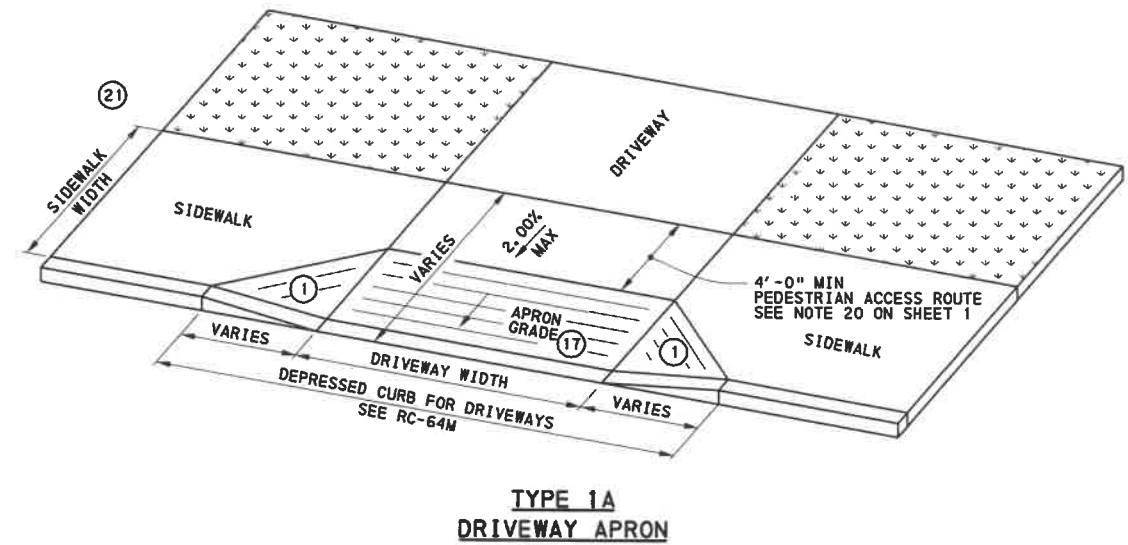 21
SIDEWALK
WIDTH
SIDEWALK
DRIVEWAY
VARIES
2.00%
MAX
4'-0" MIN
PEDESTRIAN ACCESS ROUTE
SEE NOTE 20 ON SHEET 1
SIDEWALK
1
APRON
GRADE
17
1
VARIES
DRIVEWAY WIDTH
VARIES
DEPRESSED CURB FOR DRIVEWAYS
SEE RC-64M
TYPE 1A
DRIVEWAY APRON